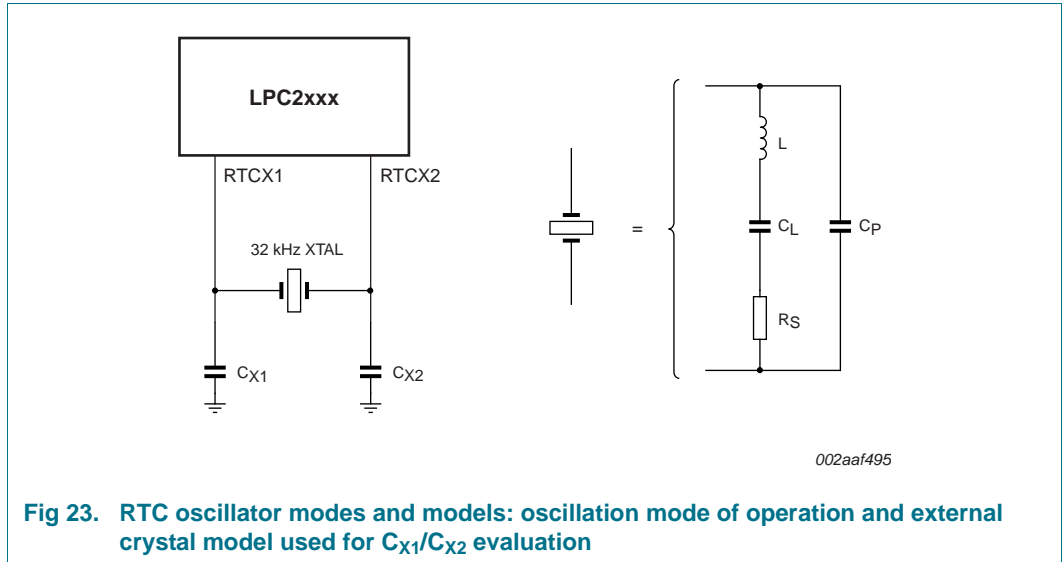 LPC2xxx
RTCX1
RTCX2
32 kHz XTAL
CX1
CX2
=
L
CL
CP
RS
002aaf495
Fig 23. RTC oscillator modes and models: oscillation mode of operation and external
crystal model used for CX1/CX2 evaluation